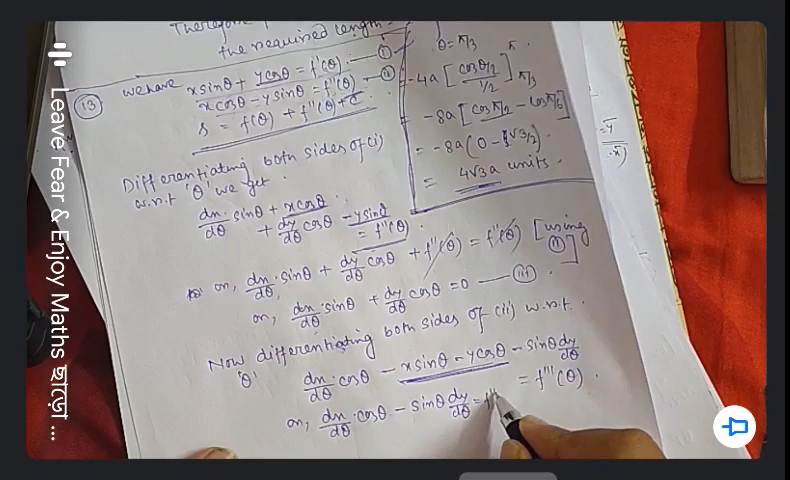 Therefore
the required length.
(13) we have x sinθ + y cosθ = f'(θ). — (i)
x cosθ - y sinθ = f''(θ) — (ii)
s = f(θ) + f''(θ) + c
Differentiating both sides of (i)
w.r.t 'θ' we get.
dx/dθ · sinθ + x cosθ
+ dy/dθ cosθ - y sinθ
= f''(θ).
or, dx/dθ · sinθ + dy/dθ cosθ + f''(θ) = f''(θ) [using (ii)]
or, dx/dθ · sinθ + dy/dθ cosθ = 0 — (iii)
Now differentiating both sides of (ii) w.r.t.
'θ' dx/dθ · cosθ - x sinθ - y cosθ - sinθ dy/dθ
= f'''(θ).
or, dx/dθ · cosθ - sinθ dy/dθ = f''
θ = π/3
= -4a [cosθ/2 / 1/2] π π/3
= -8a [cos π/2 - cos π/6]
= -8a (0 - √3/2).
= 4√3a units.
Leave Fear & Enjoy Maths ছাড়ো ...